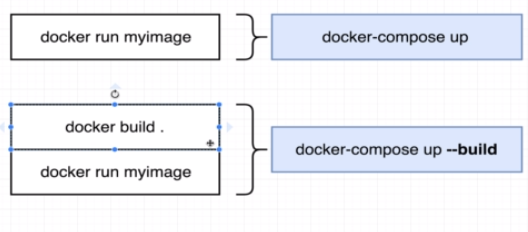 docker run myimage
docker-compose up
docker build .
docker run myimage
docker-compose up --build